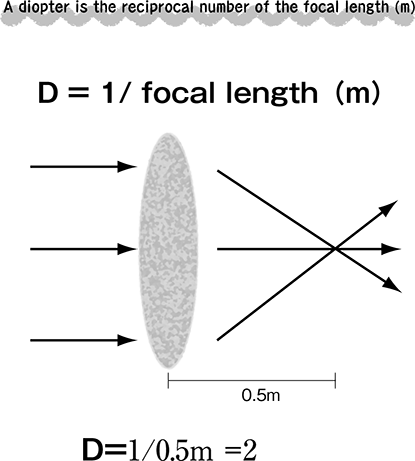 A diopter is the reciprocal number of the focal length (m)
D = 1/ focal length (m)
0.5m
D=1/0.5m =2